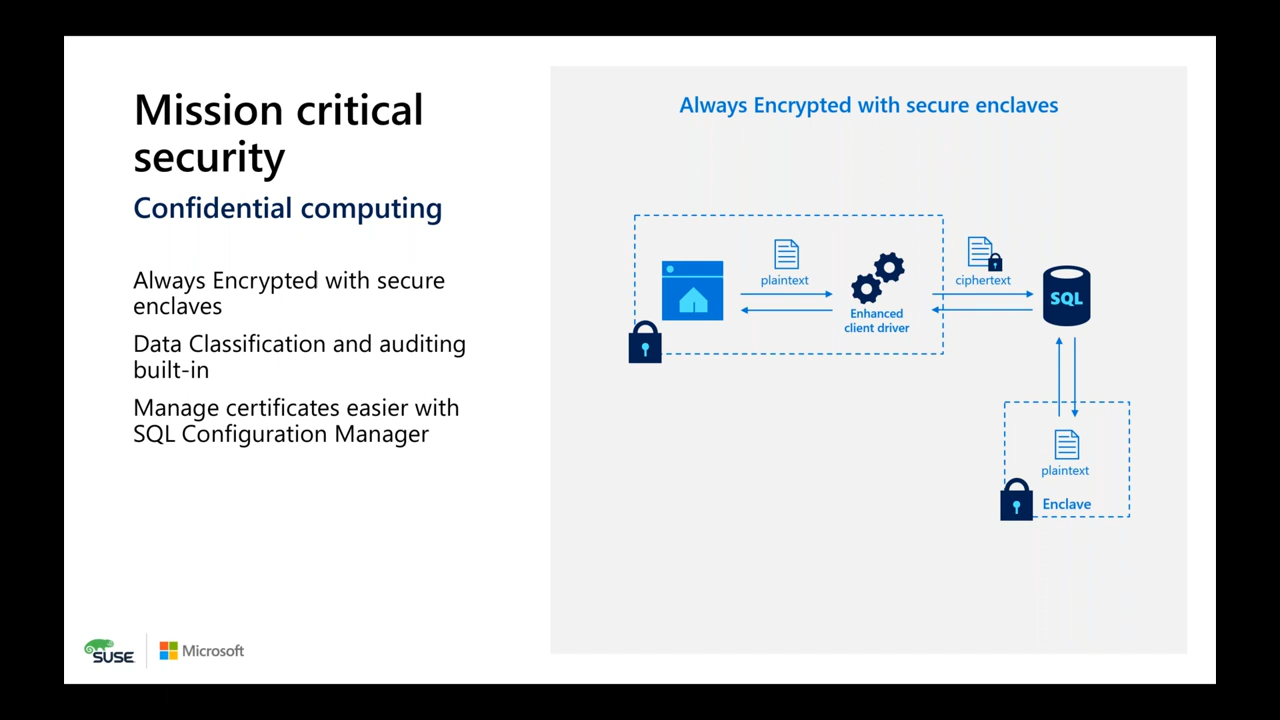 Mission critical
security
Confidential computing
Always Encrypted with secure
enclaves
Data Classification and auditing
built-in
Manage certificates easier with
SQL Configuration Manager
SUSE
Microsoft
Always Encrypted with secure enclaves
plaintext
Enhanced
client driver
ciphertext
SQL
plaintext
Enclave